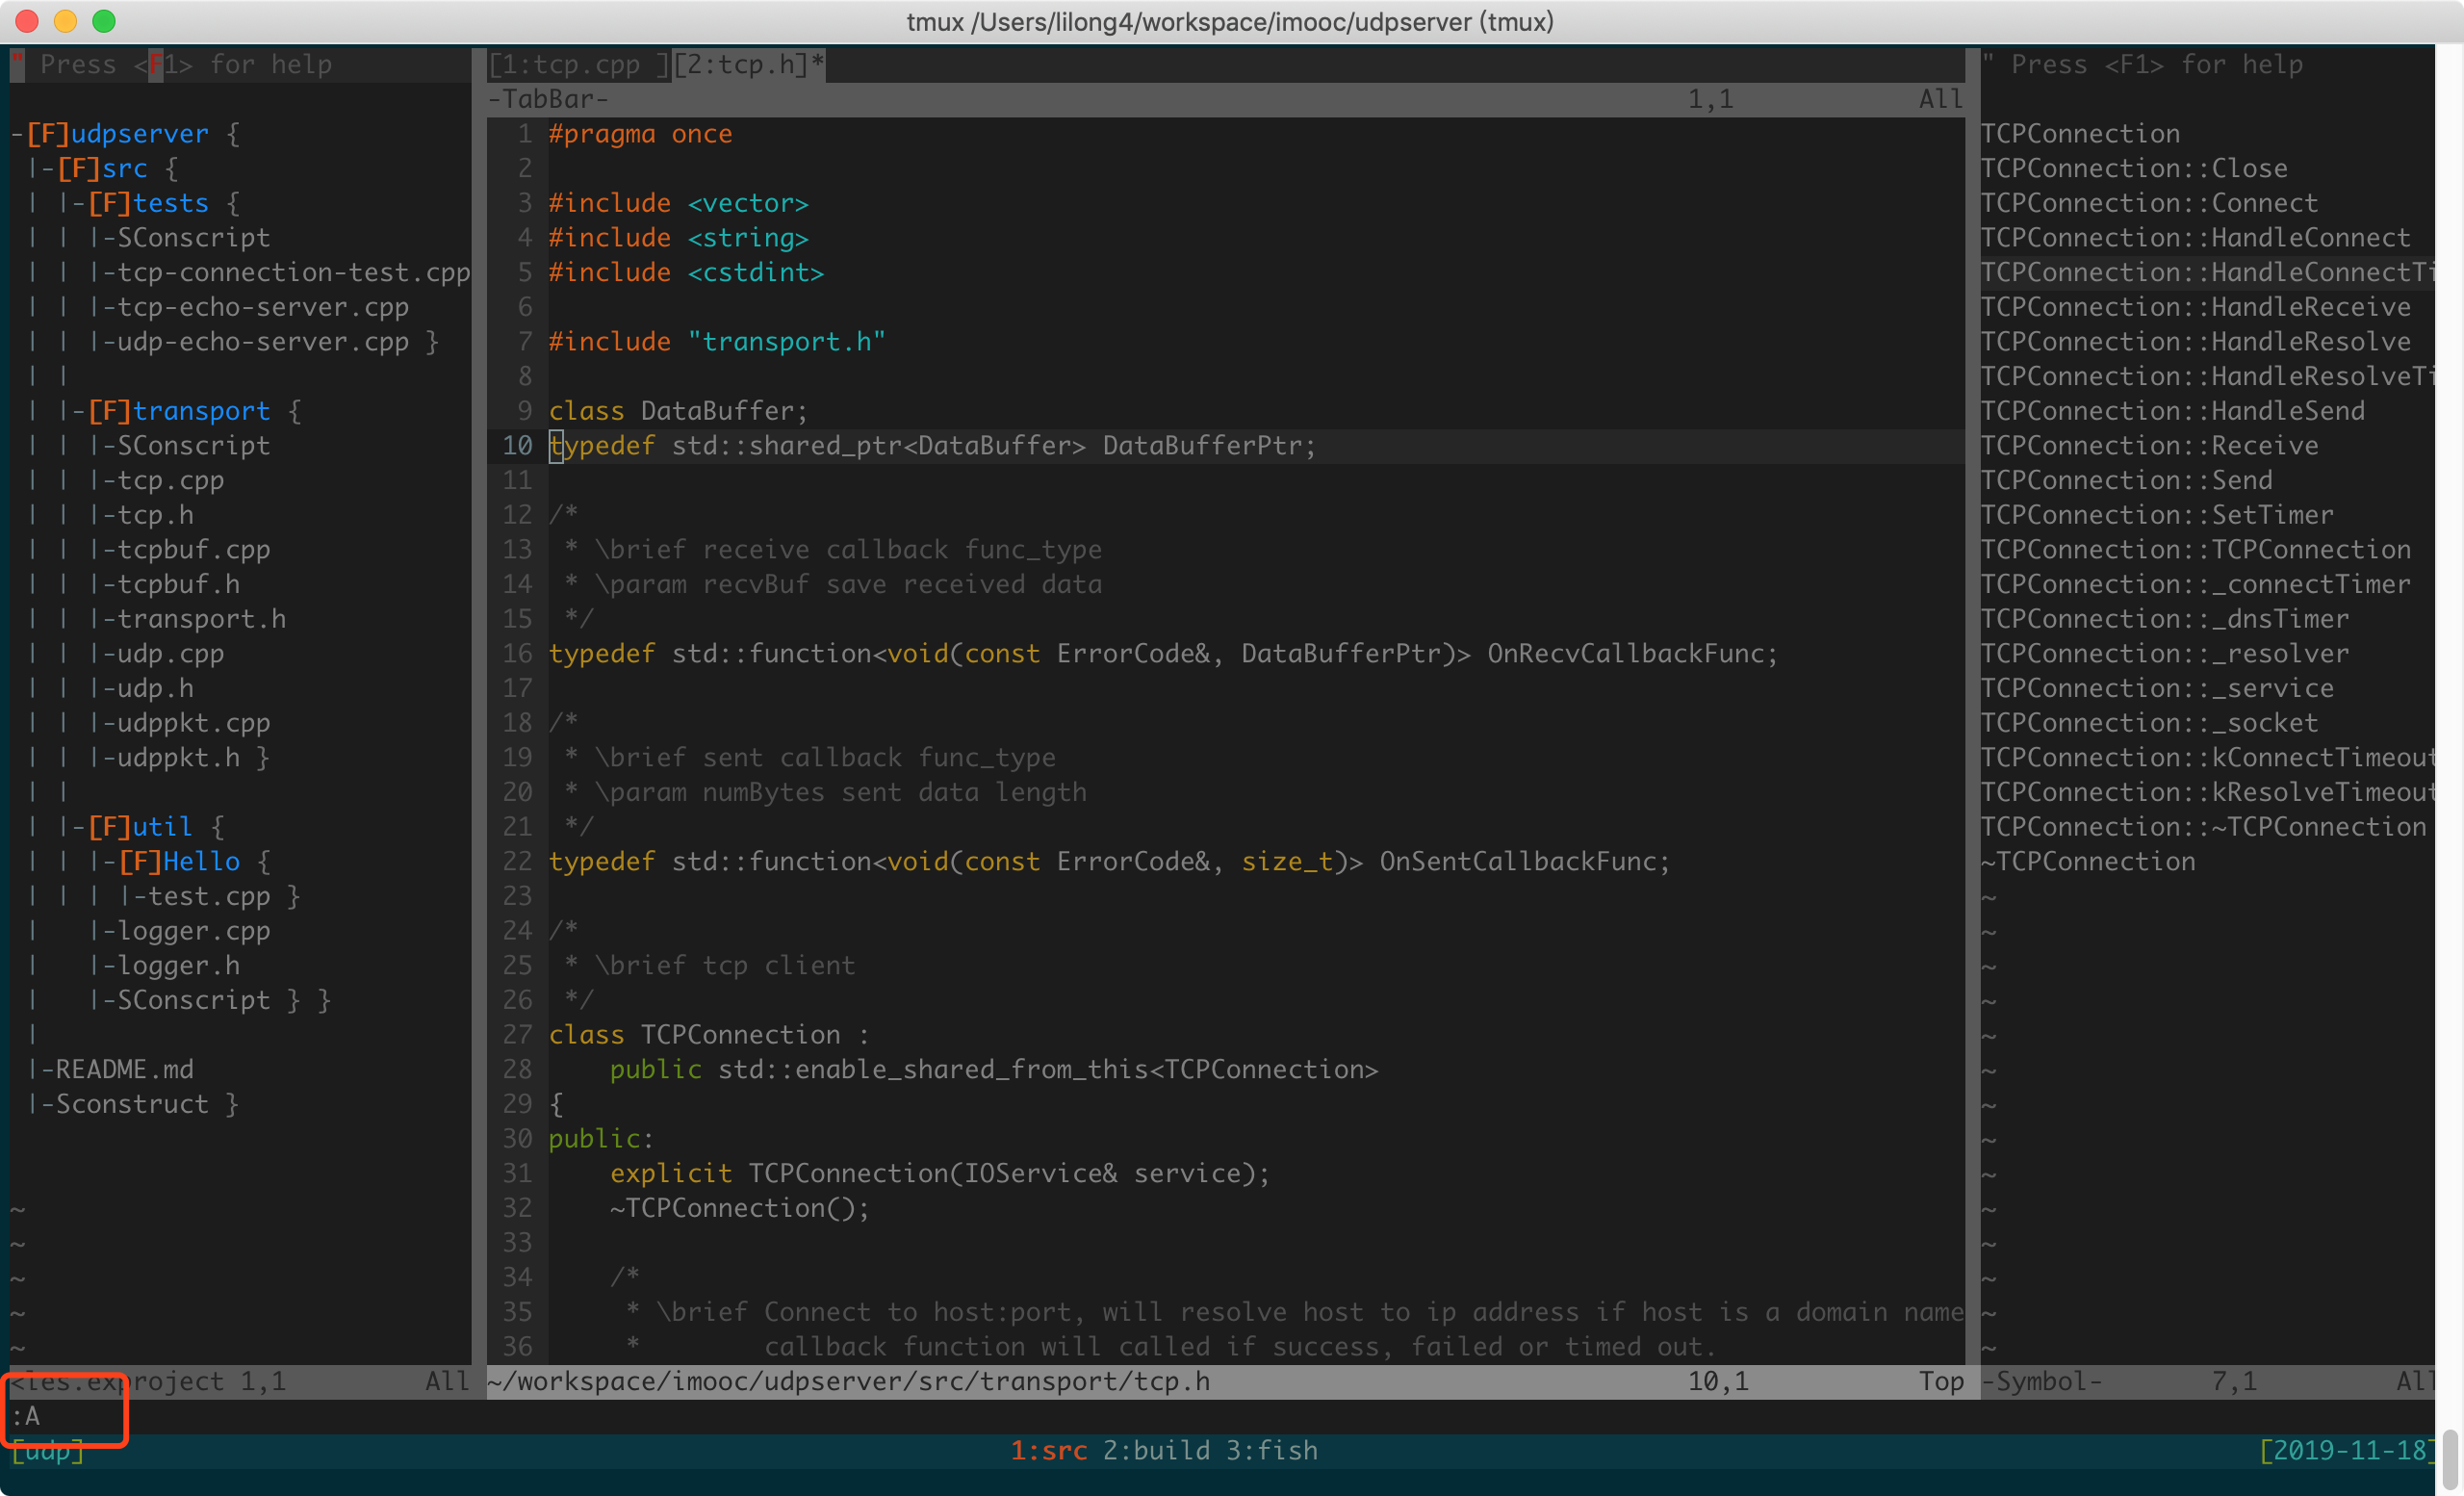 tmux /Users/lilong4/workspace/imooc/udpserver (tmux)
" Press <F1> for help
-[F]udpserver {
 |-[F]src {
 | |-[F]tests {
 | | |-SConscript
 | | |-tcp-connection-test.cpp
 | | |-tcp-echo-server.cpp
 | | |-udp-echo-server.cpp }
 | |
 | |-[F]transport {
 | | |-SConscript
 | | |-tcp.cpp
 | | |-tcp.h
 | | |-tcpbuf.cpp
 | | |-tcpbuf.h
 | | |-transport.h
 | | |-udp.cpp
 | | |-udp.h
 | | |-udppkt.cpp
 | | |-udppkt.h }
 | |
 | |-[F]util {
 | | |-[F]Hello {
 | | | |-test.cpp }
 |   |-logger.cpp
 |   |-logger.h
 |   |-SConscript } }
 |
 |-README.md
 |-Sconstruct }
~
~
~
~
~
<les.exproject 1,1 All
[1:tcp.cpp ][2:tcp.h]*
-TabBar- 1,1 All
1 #pragma once
2
3 #include <vector>
4 #include <string>
5 #include <cstdint>
6
7 #include "transport.h"
8
9 class DataBuffer;
10 typedef std::shared_ptr<DataBuffer> DataBufferPtr;
11
12 /*
13  * \brief receive callback func_type
14  * \param recvBuf save received data
15  */
16 typedef std::function<void(const ErrorCode&, DataBufferPtr)> OnRecvCallbackFunc;
17
18 /*
19  * \brief sent callback func_type
20  * \param numBytes sent data length
21  */
22 typedef std::function<void(const ErrorCode&, size_t)> OnSentCallbackFunc;
23
24 /*
25  * \brief tcp client
26  */
27 class TCPConnection :
28     public std::enable_shared_from_this<TCPConnection>
29 {
30 public:
31     explicit TCPConnection(IOService& service);
32     ~TCPConnection();
33
34     /*
35      * \brief Connect to host:port, will resolve host to ip address if host is a domain name
36      *        callback function will called if success, failed or timed out.
~/workspace/imooc/udpserver/src/transport/tcp.h 10,1 Top
" Press <F1> for help
TCPConnection
TCPConnection::Close
TCPConnection::Connect
TCPConnection::HandleConnect
TCPConnection::HandleConnectTi
TCPConnection::HandleReceive
TCPConnection::HandleResolve
TCPConnection::HandleResolveTi
TCPConnection::HandleSend
TCPConnection::Receive
TCPConnection::Send
TCPConnection::SetTimer
TCPConnection::TCPConnection
TCPConnection::_connectTimer
TCPConnection::_dnsTimer
TCPConnection::_resolver
TCPConnection::_service
TCPConnection::_socket
TCPConnection::kConnectTimeout
TCPConnection::kResolveTimeout
TCPConnection::~TCPConnection
~TCPConnection
~
~
~
~
~
~
~
~
~
~
~
~
~
~
-Symbol- 7,1 All
:A
[udp] 1:src 2:build 3:fish [2019-11-18]